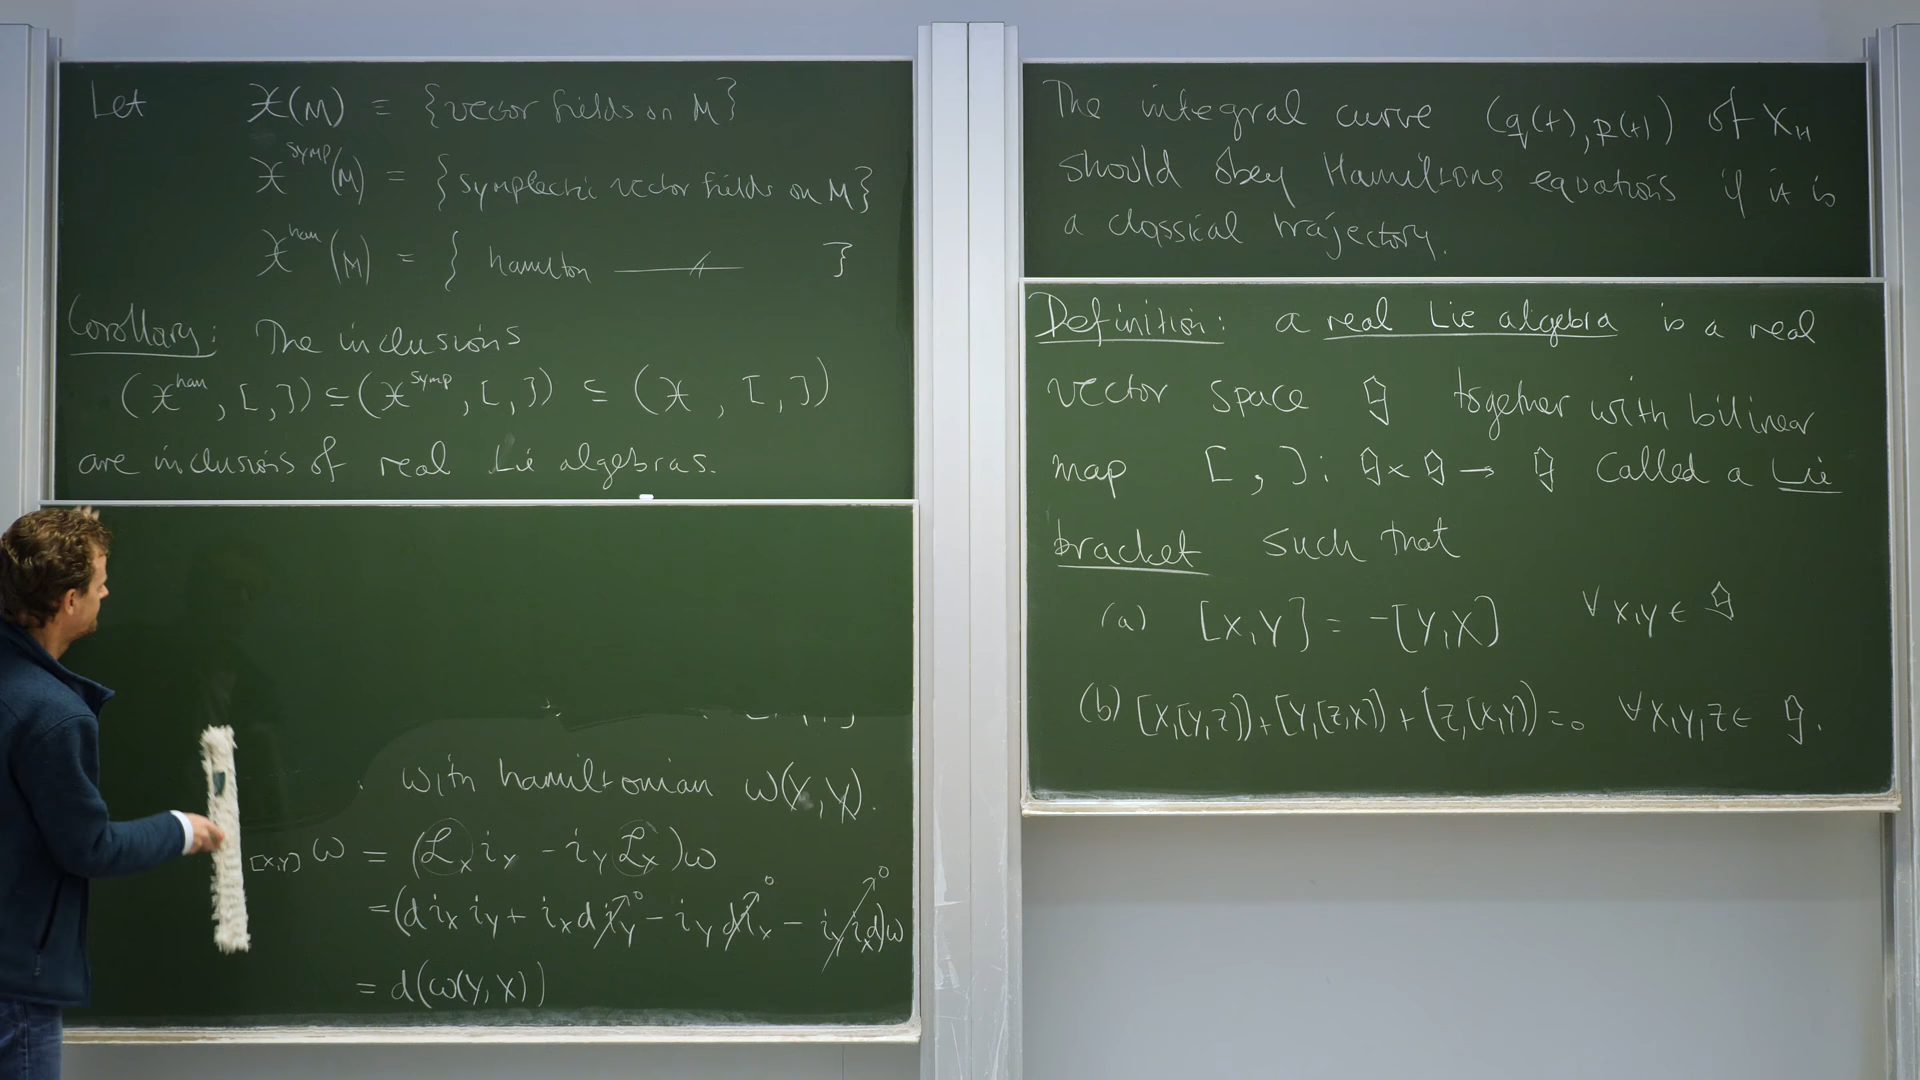 Let 𝔛(M) = {vector fields on M}
𝔛^symp(M) = {symplectic vector fields on M}
𝔛^ham(M) = { hamilton —〃— }
Corollary: The inclusions
(𝔛^ham, [,]) ⊆ (𝔛^symp, [,]) ⊆ (𝔛, [,])
are inclusions of real Lie algebras.
with hamiltonian ω(Y,X).
[X,Y] ω = (ℒ_X i_Y - i_Y ℒ_X)ω
= (d i_X i_Y + i_X d i_Y⁰ - i_Y d i_X⁰ - i_Y i_X d⁰)ω
= d(ω(Y,X))
The integral curve (q(t), p(t)) of X_H
should obey Hamiltons equations if it is
a classical trajectory.
Definition: a real Lie algebra is a real
vector space 𝔤 together with bilinear
map [,]: 𝔤×𝔤 → 𝔤 called a Lie
bracket such that
(a) [X,Y] = -[Y,X] ∀ X,Y ∈ 𝔤
(b) [X,[Y,Z]]+[Y,[Z,X]]+[Z,[X,Y]]=0 ∀ X,Y,Z ∈ 𝔤.